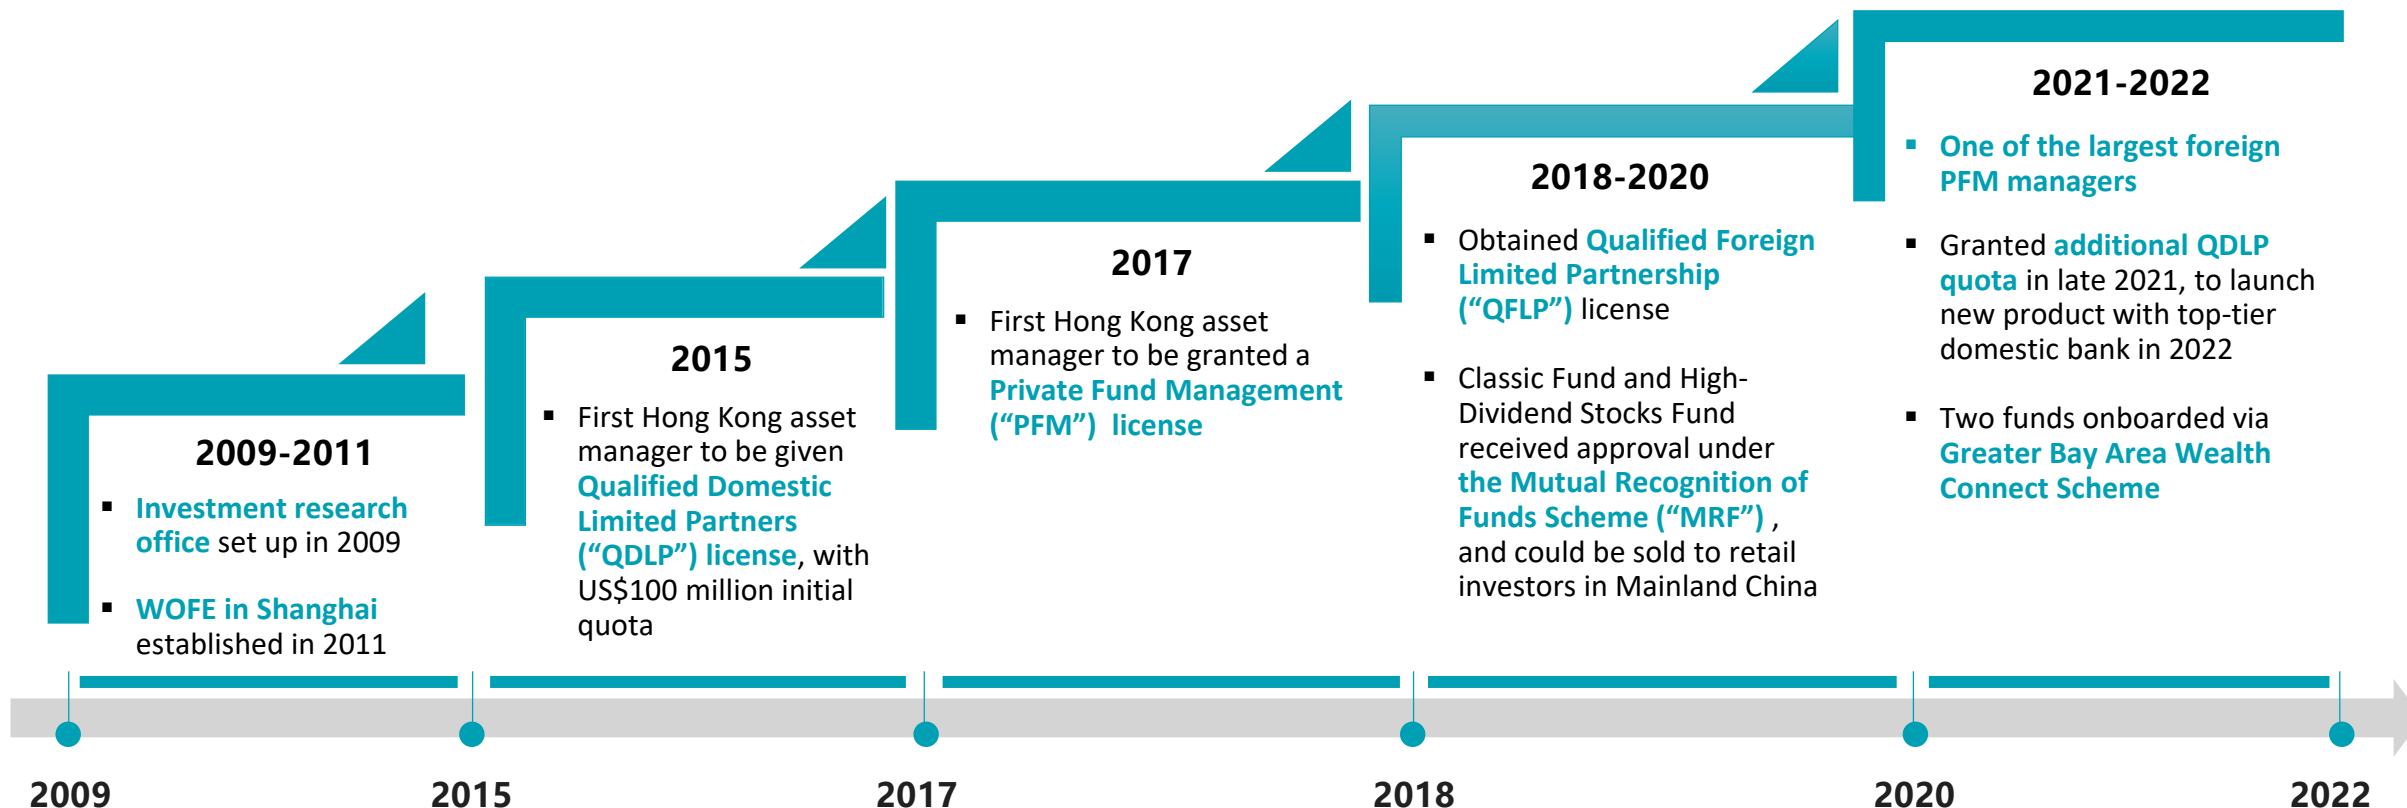 2009-2011
▪ Investment research
office set up in 2009
▪ WOFE in Shanghai
established in 2011
2015
▪ First Hong Kong asset
manager to be given
Qualified Domestic
Limited Partners
(“QDLP”) license, with
US$100 million initial
quota
2017
▪ First Hong Kong asset
manager to be granted a
Private Fund Management
(“PFM”) license
2018-2020
▪ Obtained Qualified Foreign
Limited Partnership
(“QFLP”) license
▪ Classic Fund and High-
Dividend Stocks Fund
received approval under
the Mutual Recognition of
Funds Scheme (“MRF”) ,
and could be sold to retail
investors in Mainland China
2021-2022
▪ One of the largest foreign
PFM managers
▪ Granted additional QDLP
quota in late 2021, to launch
new product with top-tier
domestic bank in 2022
▪ Two funds onboarded via
Greater Bay Area Wealth
Connect Scheme
2009
2015
2017
2018
2020
2022